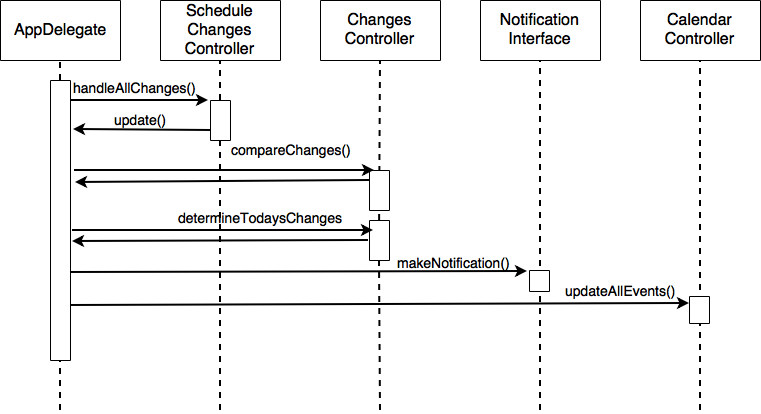 AppDelegate
Schedule
Changes
Controller
Changes
Controller
Notification
Interface
Calendar
Controller
handleAllChanges()
update()
compareChanges()
determineTodaysChanges
makeNotification()
updateAllEvents()